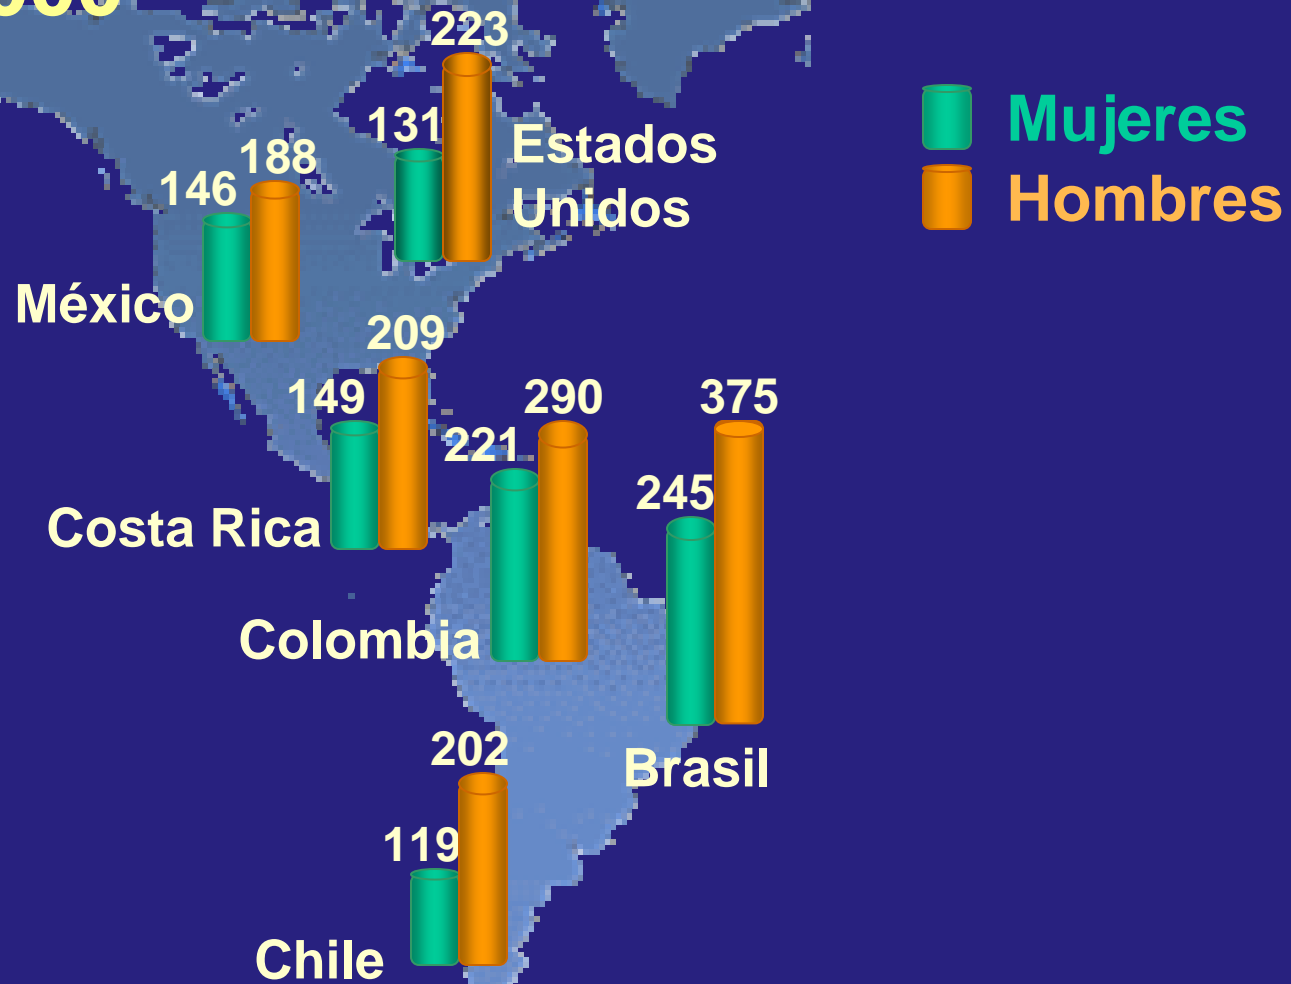 223
131
Estados
Unidos
188
146
México
Mujeres
Hombres
209
149
Costa Rica
290
221
Colombia
375
245
Brasil
202
119
Chile